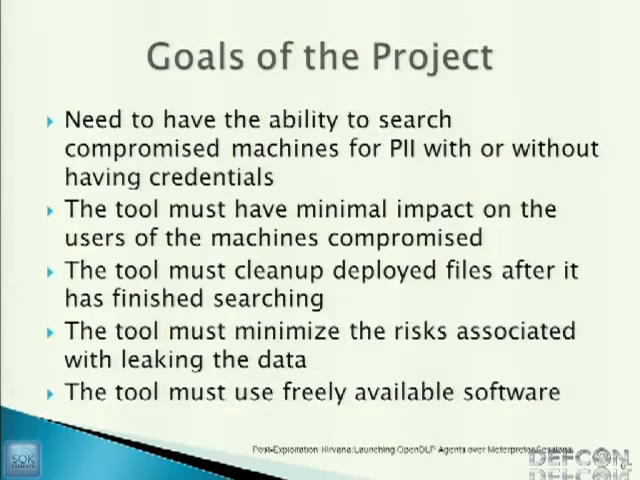 Goals of the Project
Need to have the ability to search
compromised machines for PII with or without
having credentials
The tool must have minimal impact on the
users of the machines compromised
The tool must cleanup deployed files after it
has finished searching
The tool must minimize the risks associated
with leaking the data
The tool must use freely available software
Post-Exploitation Nirvana:Launching OpenDLP Agents over Meterpreter Sessions
DEFCON
SOK